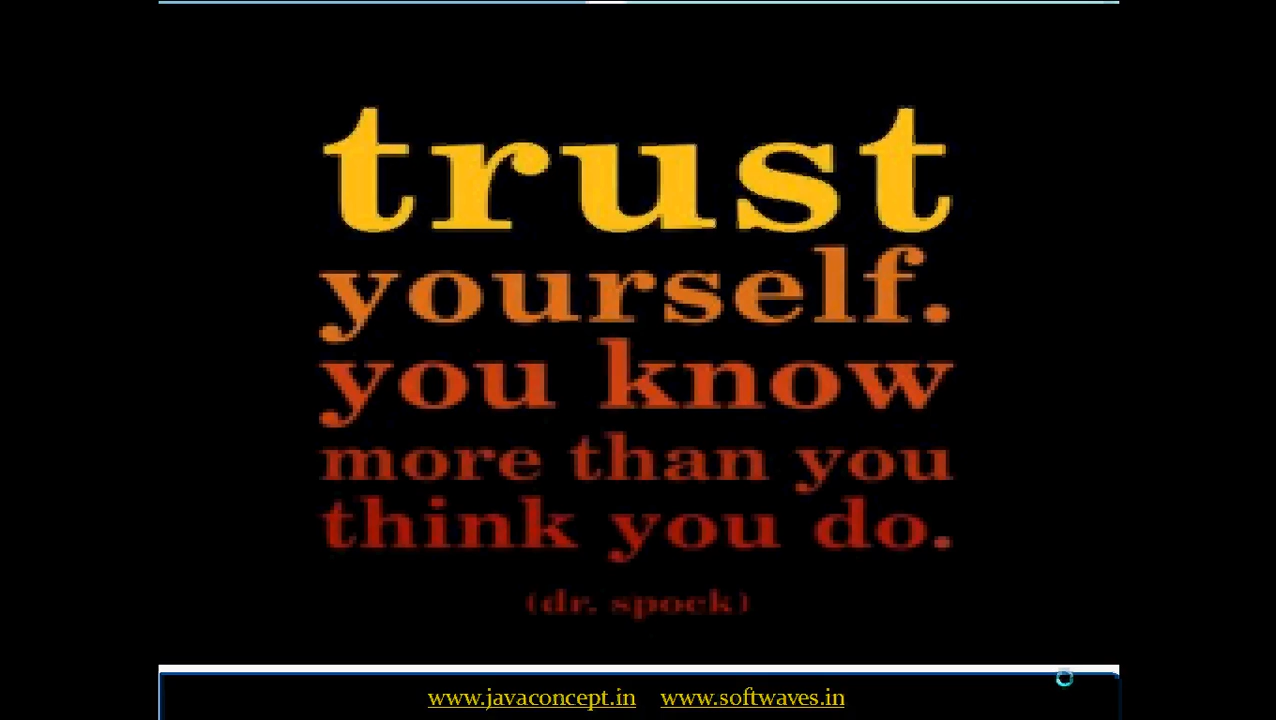 trust
yourself.
you know
more than you
think you do.
(dr. spock)
www.javaconcept.in www.softwaves.in